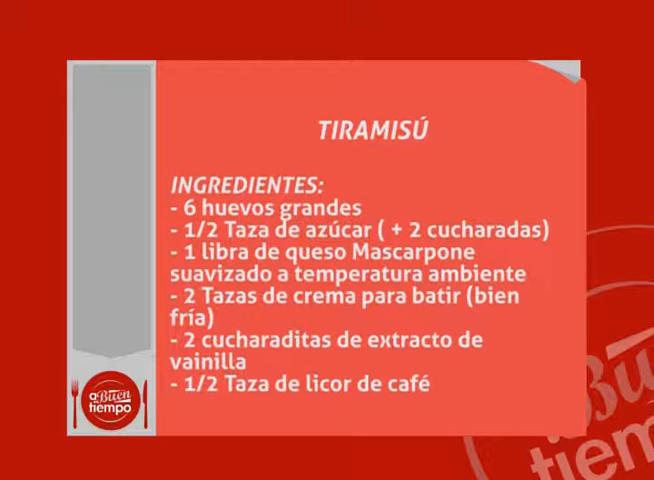 TIRAMISÚ
INGREDIENTES:
- 6 huevos grandes
- 1/2 Taza de azúcar ( + 2 cucharadas)
- 1 libra de queso Mascarpone
suavizado a temperatura ambiente
- 2 Tazas de crema para batir (bien
fría)
- 2 cucharaditas de extracto de
vainilla
- 1/2 Taza de licor de café
a Buen
tiempo